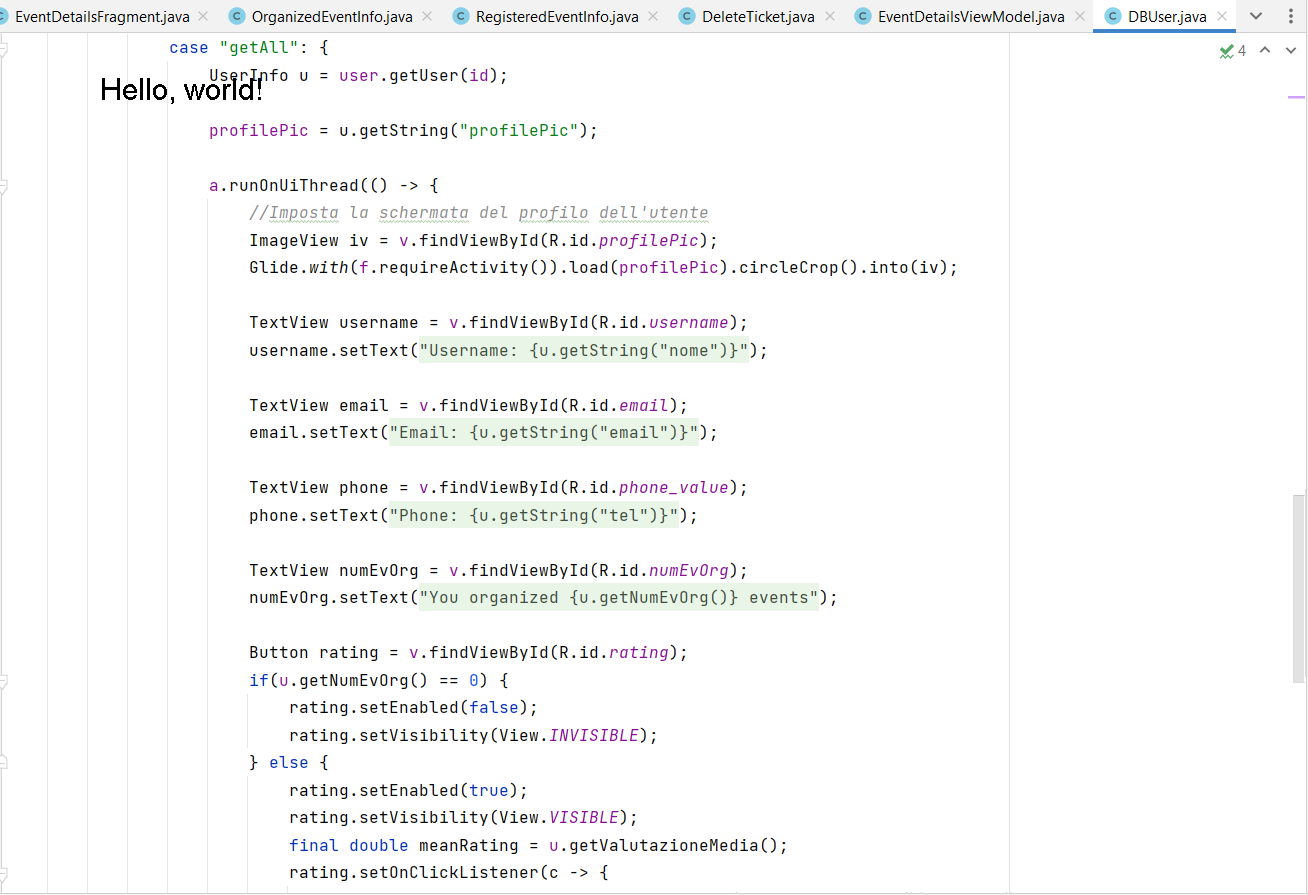 EventDetailsFragment.java OrganizedEventInfo.java RegisteredEventInfo.java DeleteTicket.java EventDetailsViewModel.java DBUser.java
case "getAll": {
4
UserInfo u = user.getUser(id);
Hello, world!
profilePic = u.getString("profilePic");
a.runOnUiThread(() -> {
//Imposta la schermata del profilo dell'utente
ImageView iv = v.findViewById(R.id.profilePic);
Glide.with(f.requireActivity()).load(profilePic).circleCrop().into(iv);
TextView username = v.findViewById(R.id.username);
username.setText("Username: {u.getString("nome")}");
TextView email = v.findViewById(R.id.email);
email.setText("Email: {u.getString("email")}");
TextView phone = v.findViewById(R.id.phone_value);
phone.setText("Phone: {u.getString("tel")}");
TextView numEvOrg = v.findViewById(R.id.numEvOrg);
numEvOrg.setText("You organized {u.getNumEvOrg()} events");
Button rating = v.findViewById(R.id.rating);
if(u.getNumEvOrg() == 0) {
rating.setEnabled(false);
rating.setVisibility(View.INVISIBLE);
} else {
rating.setEnabled(true);
rating.setVisibility(View.VISIBLE);
final double meanRating = u.getValutazioneMedia();
rating.setOnClickListener(c -> {